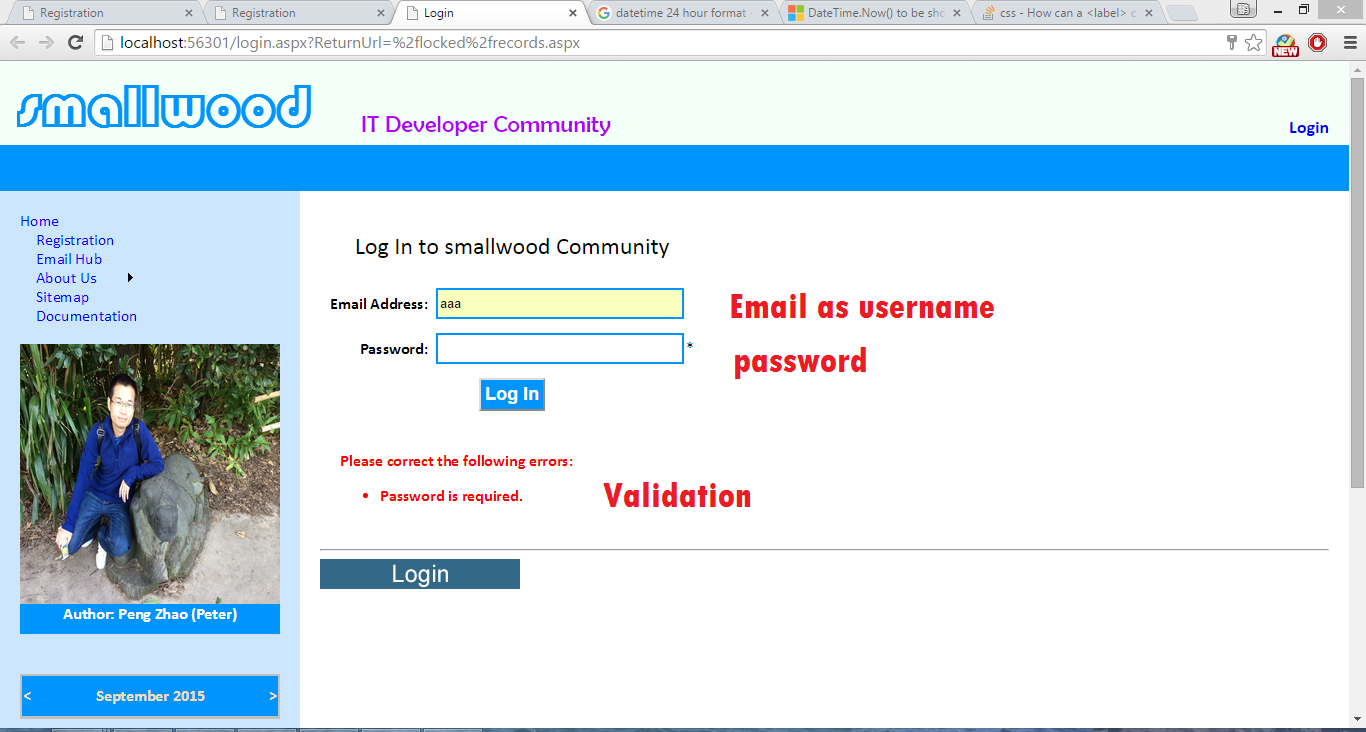 Registration
Registration
Login
datetime 24 hour format -
DateTime.Now() to be sho
css - How can a <label> c
localhost:56301/login.aspx?ReturnUrl=%2flocked%2frecords.aspx
NEW
smallwood
IT Developer Community
Login
Home
Registration
Email Hub
About Us
Sitemap
Documentation
Log In to smallwood Community
Email Address: aaa
Email as username
Password: *
password
Log In
Please correct the following errors:
• Password is required.
Validation
Login
Author: Peng Zhao (Peter)
< September 2015 >